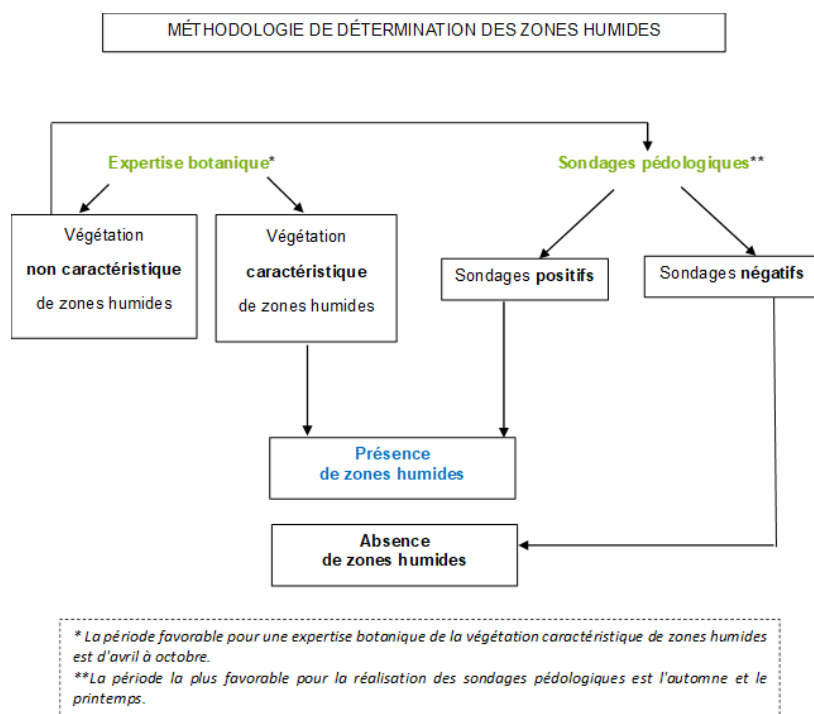 MÉTHODOLOGIE DE DÉTERMINATION DES ZONES HUMIDES
Expertise botanique*
Sondages pédologiques**
Végétation
non caractéristique
de zones humides
Végétation
caractéristique
de zones humides
Sondages positifs
Sondages négatifs
Présence
de zones humides
Absence
de zones humides
* La période favorable pour une expertise botanique de la végétation caractéristique de zones humides
est d'avril à octobre.
**La période la plus favorable pour la réalisation des sondages pédologiques est l'automne et le
printemps.